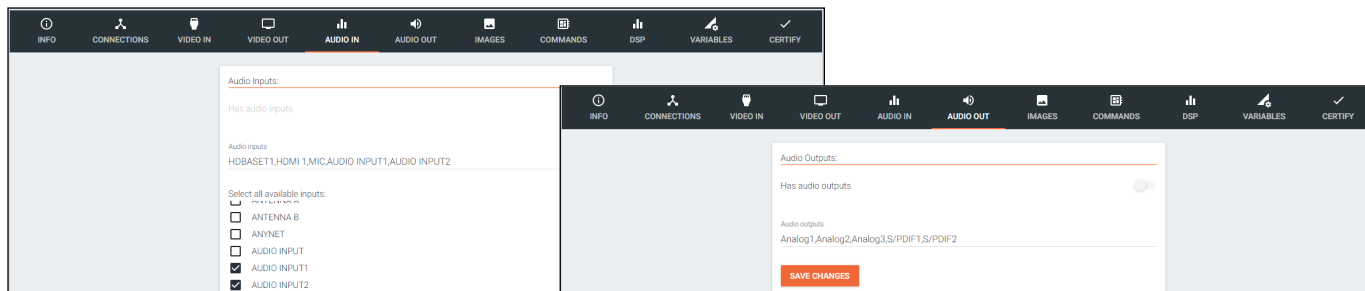 INFO CONNECTIONS VIDEO IN VIDEO OUT AUDIO IN AUDIO OUT IMAGES COMMANDS DSP VARIABLES CERTIFY
Audio Inputs:
Has audio inputs
Audio inputs
HDBASET1,HDMI 1,MIC,AUDIO INPUT1,AUDIO INPUT2
Select all available inputs:
ANTENNA B
ANYNET
AUDIO INPUT
AUDIO INPUT1
AUDIO INPUT2
INFO CONNECTIONS VIDEO IN VIDEO OUT AUDIO IN AUDIO OUT IMAGES COMMANDS DSP VARIABLES CERTIFY
Audio Outputs:
Has audio outputs
Audio outputs
Analog1,Analog2,Analog3,S/PDIF1,S/PDIF2
SAVE CHANGES